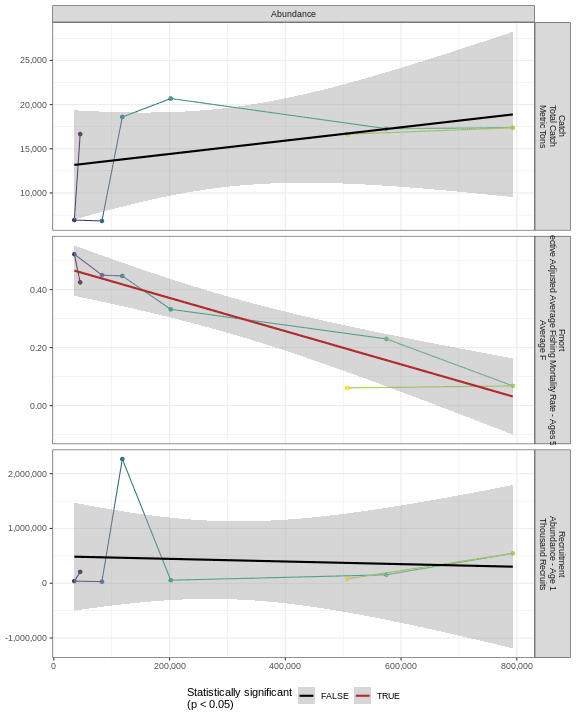 Abundance
25,000
20,000
15,000
10,000
Catch
Total Catch
Metric Tons
0.40
0.20
0.00
Fmort
ective Adjusted Average Fishing Mortality Rate - Ages 5
Average F
2,000,000
1,000,000
0
-1,000,000
Recruitment
Abundance - Age 1
Thousand Recruits
0
200,000
400,000
600,000
800,000
Statistically significant
(p < 0.05)
FALSE
TRUE